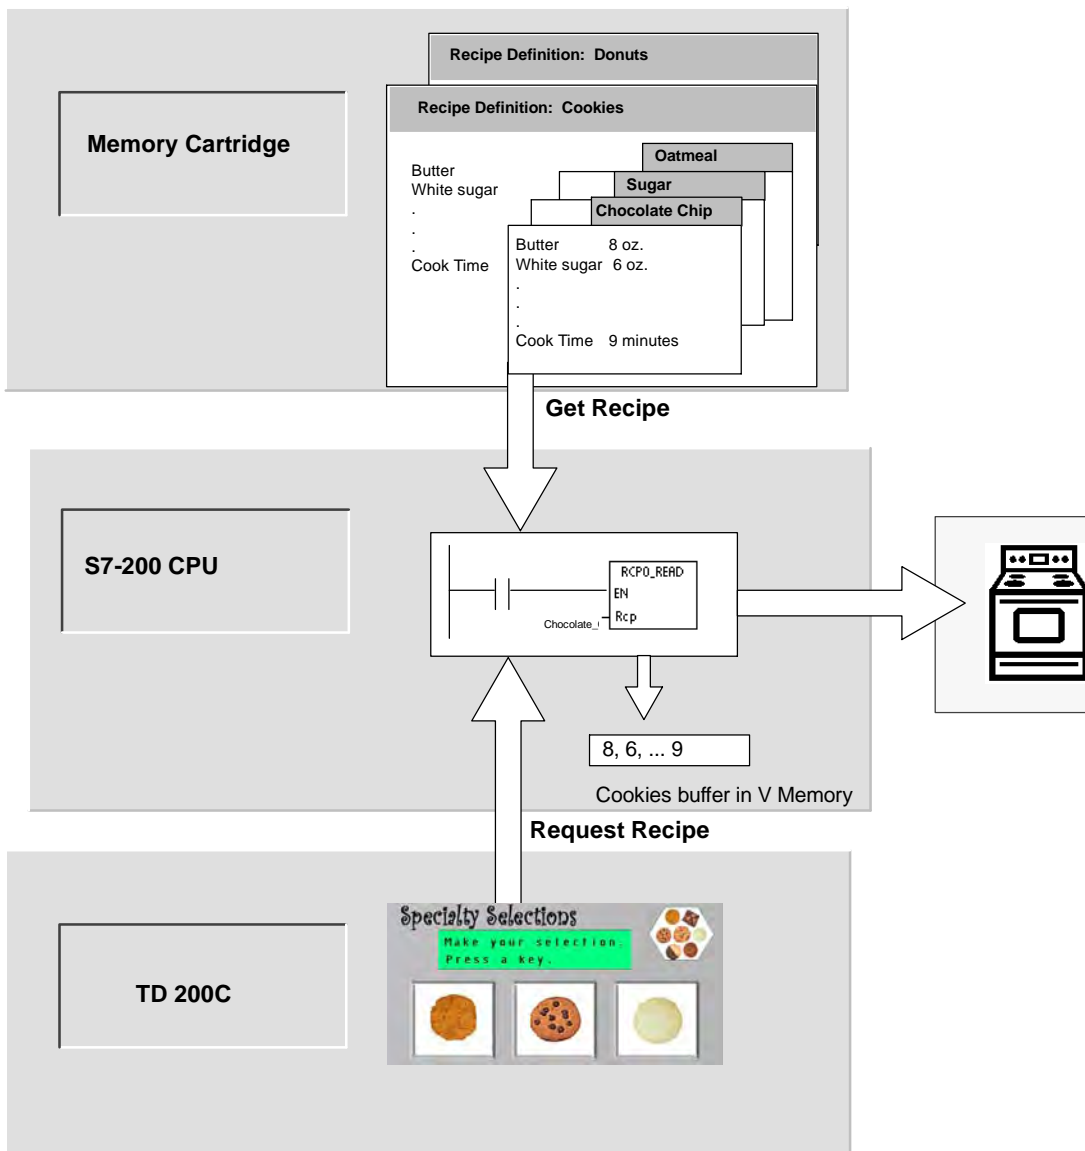 Recipe Definition: Donuts
Recipe Definition: Cookies
Memory Cartridge
Oatmeal
Butter
White sugar
.
.
.
Cook Time
Sugar
Chocolate Chip
Butter 8 oz.
White sugar 6 oz.
.
.
.
Cook Time 9 minutes
Get Recipe
S7-200 CPU
RCP0_READ
EN
Chocolate_( Rcp
8, 6, ... 9
Cookies buffer in V Memory
Request Recipe
Specialty Selections
Make your selection.
Press a key.
TD 200C